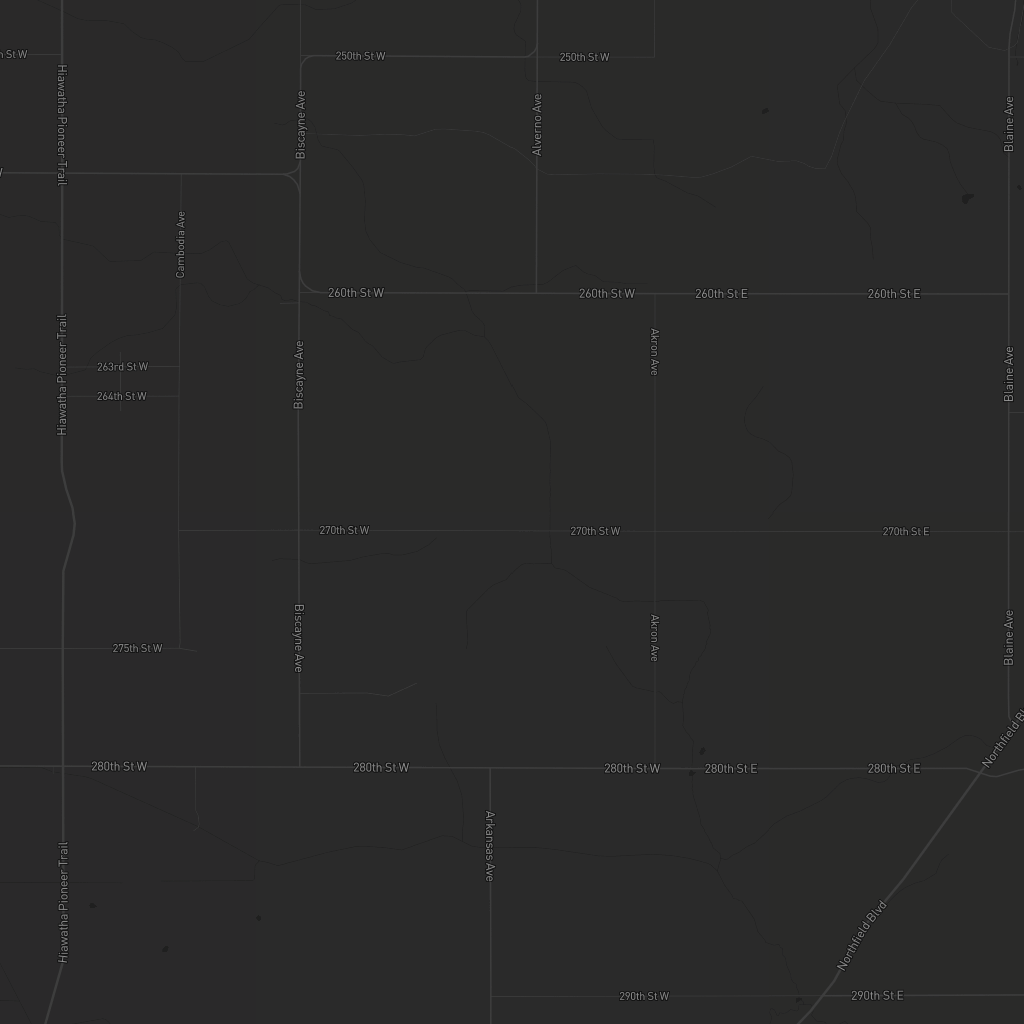 h St W
250th St W
250th St W
Hiawatha Pioneer Trail
Biscayne Ave
Alverno Ave
Blaine Ave
Cambodia Ave
260th St W
260th St W
260th St E
260th St E
Hiawatha Pioneer Trail
Biscayne Ave
Akron Ave
Blaine Ave
263rd St W
264th St W
270th St W
270th St W
270th St E
Biscayne Ave
Akron Ave
Blaine Ave
275th St W
Northfield Bl
280th St W
280th St W
280th St W
280th St E
280th St E
Hiawatha Pioneer Trail
Arkansas Ave
Northfield Blvd
290th St W
290th St E